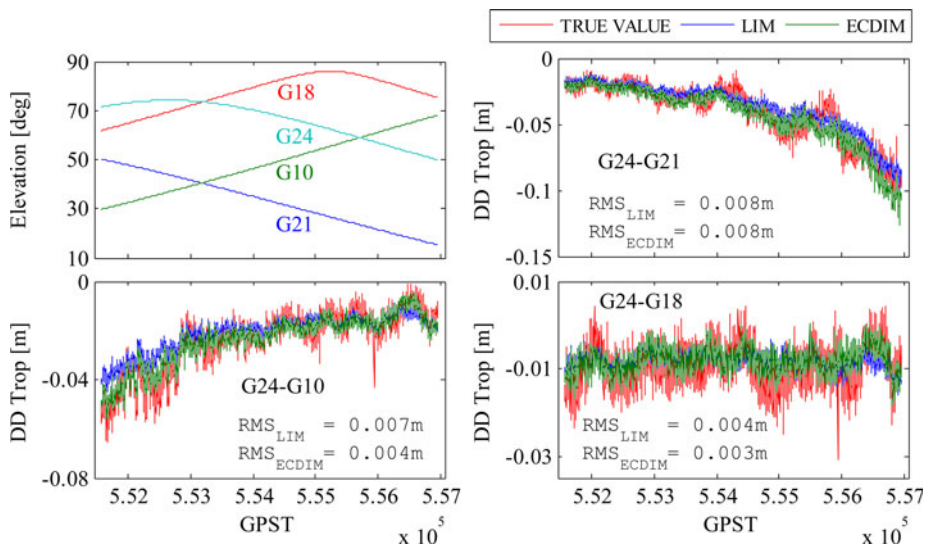 TRUE VALUE LIM ECDIM
Elevation [deg]
90
70
50
30
10
G18
G24
G10
G21
DD Trop [m]
0
-0.05
-0.1
-0.15
G24-G21
RMS_LIM = 0.008m
RMS_ECDIM = 0.008m
DD Trop [m]
0
-0.04
-0.08
G24-G10
RMS_LIM = 0.007m
RMS_ECDIM = 0.004m
5.52 5.53 5.54 5.55 5.56 5.57
GPST
x 10^5
DD Trop [m]
0.01
-0.01
-0.03
G24-G18
RMS_LIM = 0.004m
RMS_ECDIM = 0.003m
5.52 5.53 5.54 5.55 5.56 5.57
GPST
x 10^5